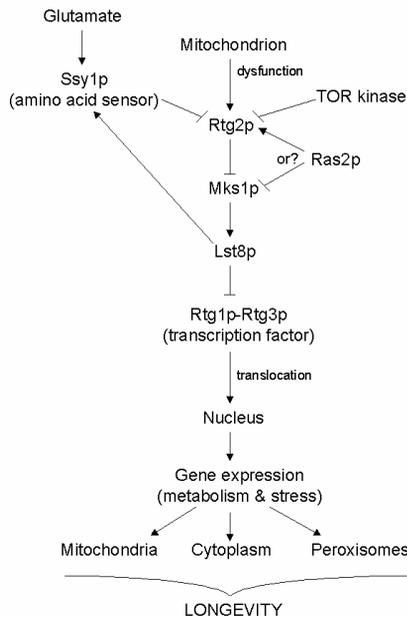 Glutamate
Mitochondrion
dysfunction
Ssy1p
(amino acid sensor)
TOR kinase
Rtg2p
or?
Ras2p
Mks1p
Lst8p
Rtg1p-Rtg3p
(transcription factor)
translocation
Nucleus
Gene expression
(metabolism & stress)
Mitochondria Cytoplasm Peroxisomes
LONGEVITY